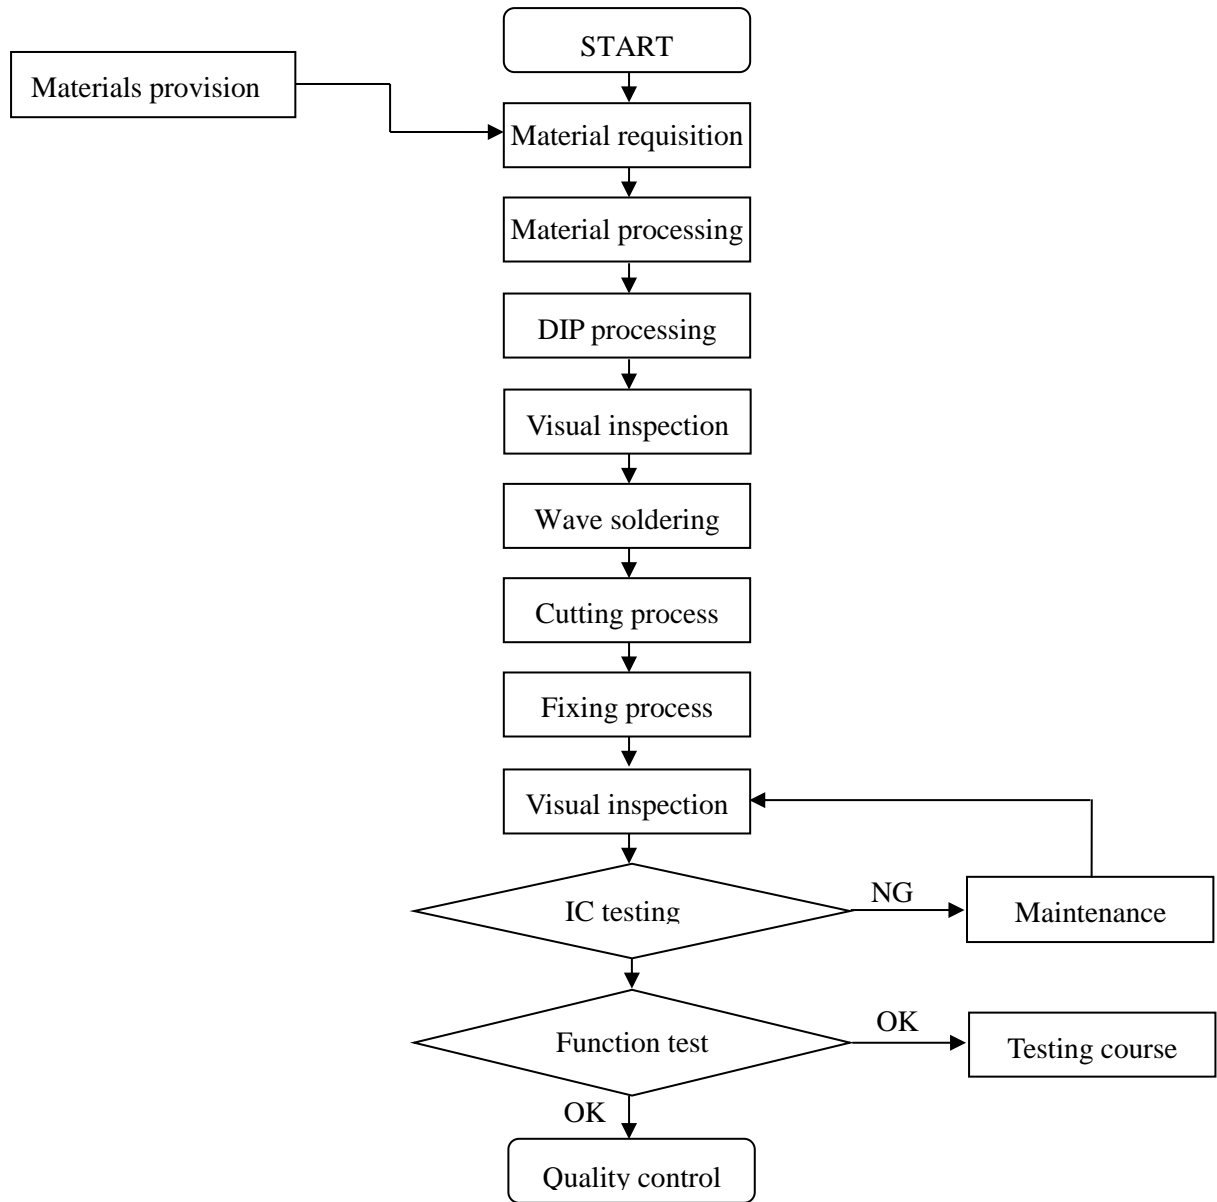 START
Materials provision
Material requisition
Material processing
DIP processing
Visual inspection
Wave soldering
Cutting process
Fixing process
Visual inspection
IC testing
NG
Maintenance
Function test
OK
Testing course
OK
Quality control